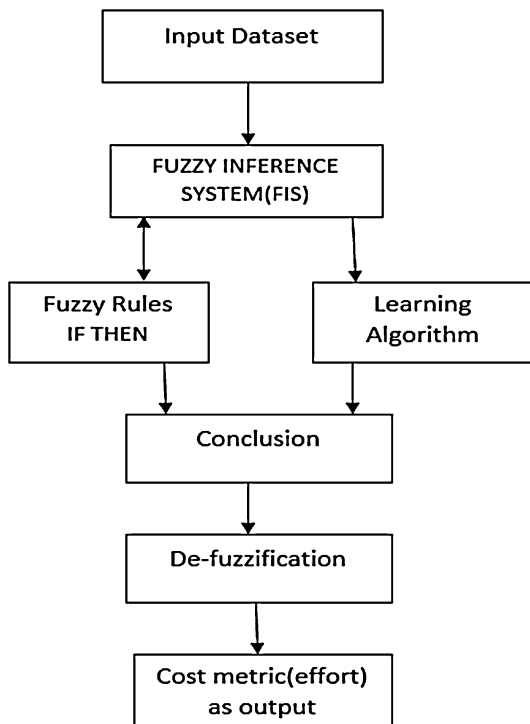 Input Dataset
FUZZY INFERENCE
SYSTEM(FIS)
Fuzzy Rules
IF THEN
Learning
Algorithm
Conclusion
De-fuzzification
Cost metric(effort)
as output